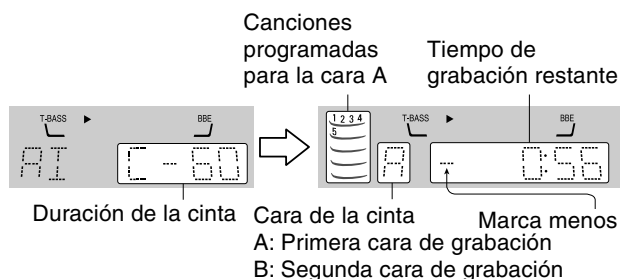 Canciones
programadas
para la cara A
Tiempo de
grabación restante
T-BASS BBE
AI C-60
1 2 3 4
5
T-BASS BBE
A - 0:56
Duración de la cinta
Cara de la cinta
A: Primera cara de grabación
B: Segunda cara de grabación
Marca menos